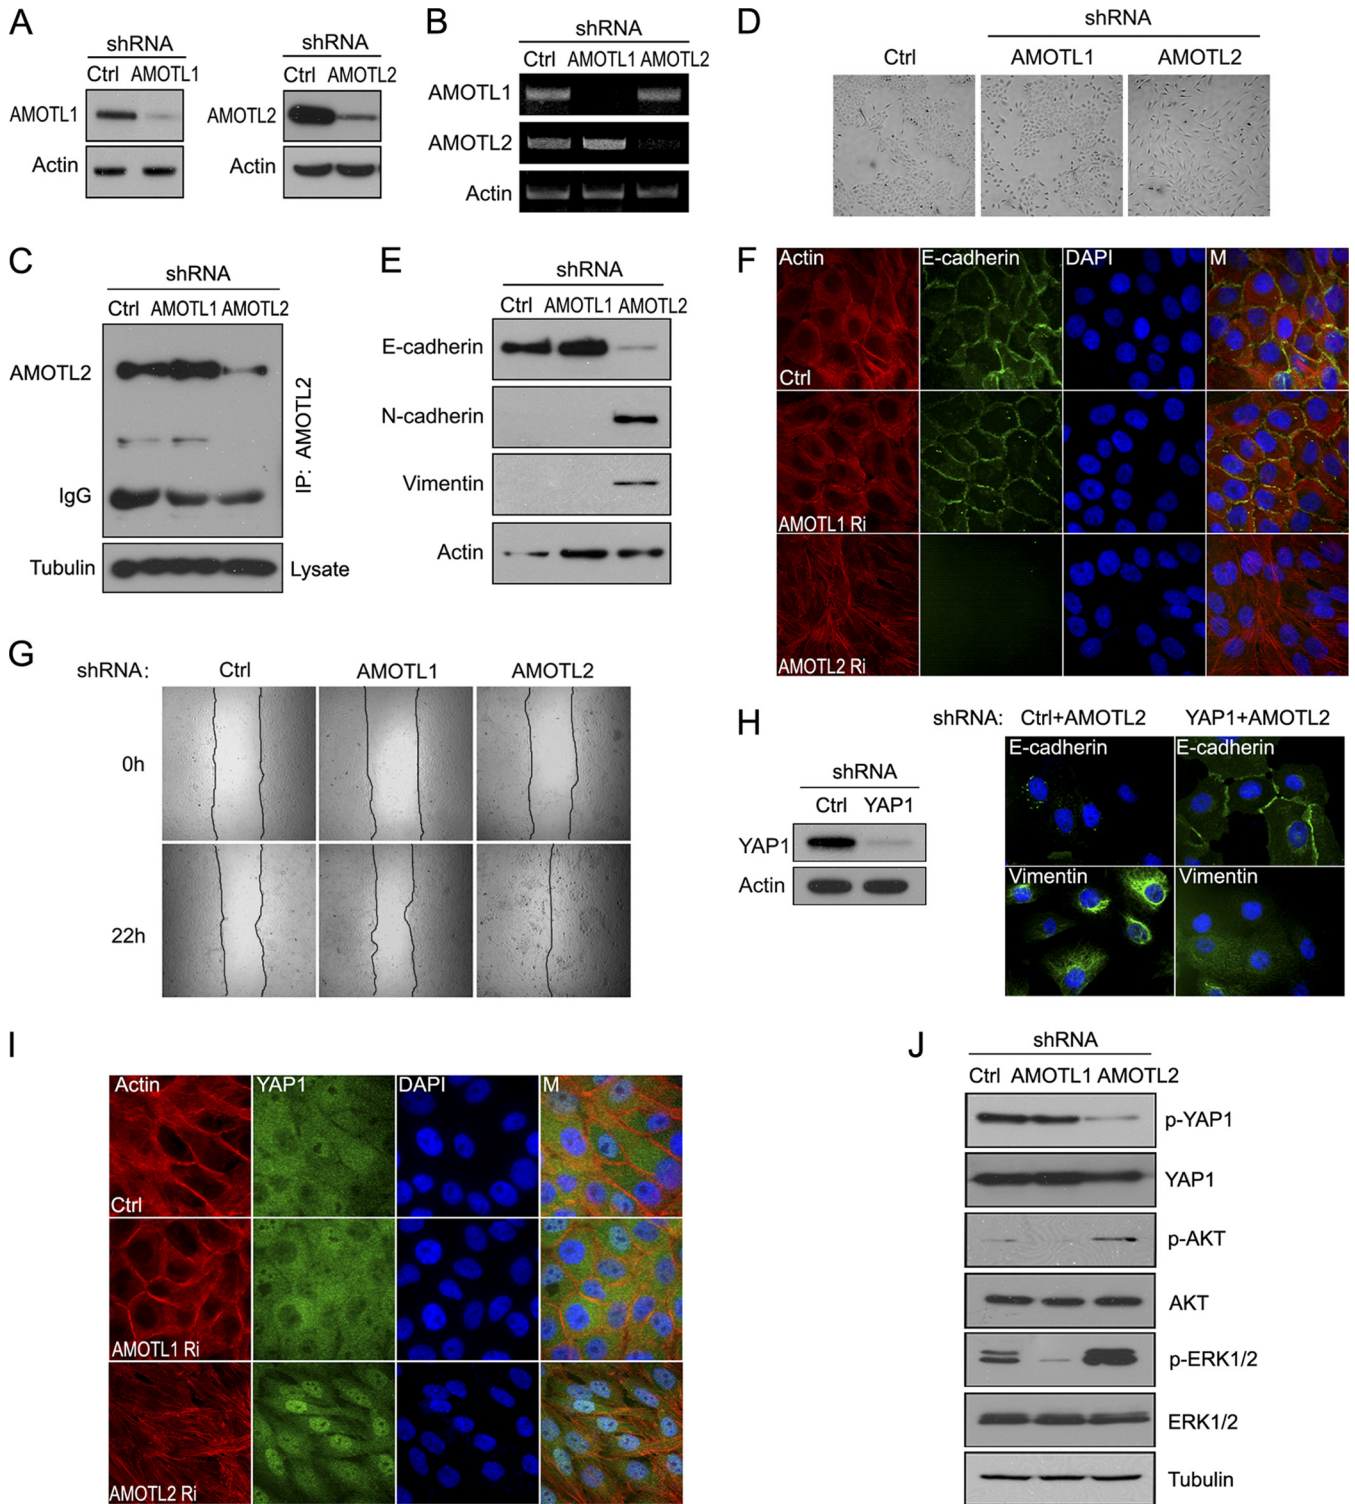 A
shRNA
Ctrl AMOTL1
AMOTL1
Actin
shRNA
Ctrl AMOTL2
AMOTL2
Actin
B
shRNA
Ctrl AMOTL1 AMOTL2
AMOTL1
AMOTL2
Actin
D
shRNA
Ctrl AMOTL1 AMOTL2
C
shRNA
Ctrl AMOTL1 AMOTL2
AMOTL2
IgG
IP: AMOTL2
Tubulin Lysate
E
shRNA
Ctrl AMOTL1 AMOTL2
E-cadherin
N-cadherin
Vimentin
Actin
F
Actin E-cadherin DAPI M
Ctrl
AMOTL1 Ri
AMOTL2 Ri
G
shRNA: Ctrl AMOTL1 AMOTL2
0h
22h
H
shRNA
Ctrl YAP1
YAP1
Actin
shRNA: Ctrl+AMOTL2 YAP1+AMOTL2
E-cadherin E-cadherin
Vimentin Vimentin
I
Actin YAP1 DAPI M
Ctrl
AMOTL1 Ri
AMOTL2 Ri
J
shRNA
Ctrl AMOTL1 AMOTL2
p-YAP1
YAP1
p-AKT
AKT
p-ERK1/2
ERK1/2
Tubulin